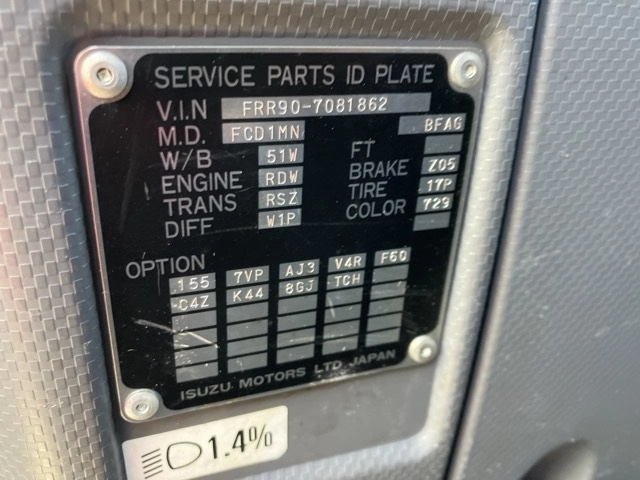 SERVICE PARTS ID PLATE
V.I.N FRR90-7081862
M.D. FCD1MN BFAG
W/B 51W FT
ENGINE RDW BRAKE Z05
TRANS RSZ TIRE 17P
DIFF W1P COLOR 729
OPTION
155 7VP AJ3 V4R F60
C4Z K44 8GJ TCH
ISUZU MOTORS LTD. JAPAN
1.4%